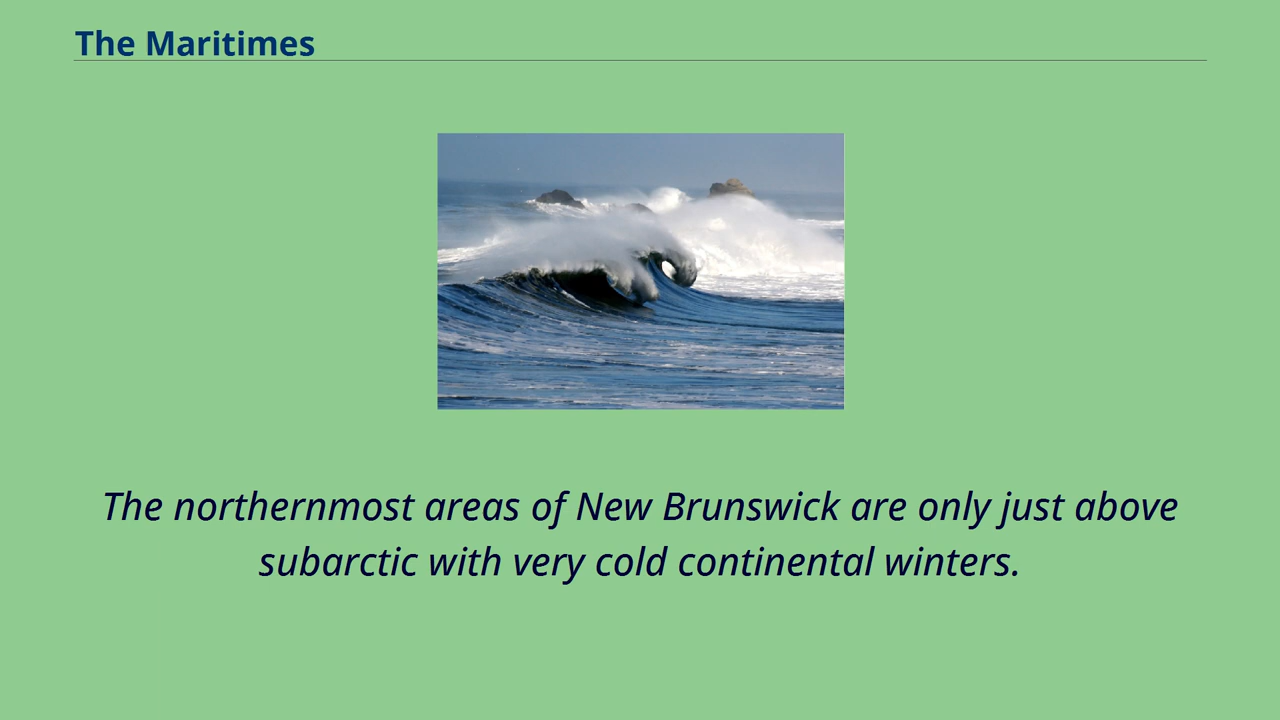 The Maritimes
The northernmost areas of New Brunswick are only just above
subarctic with very cold continental winters.